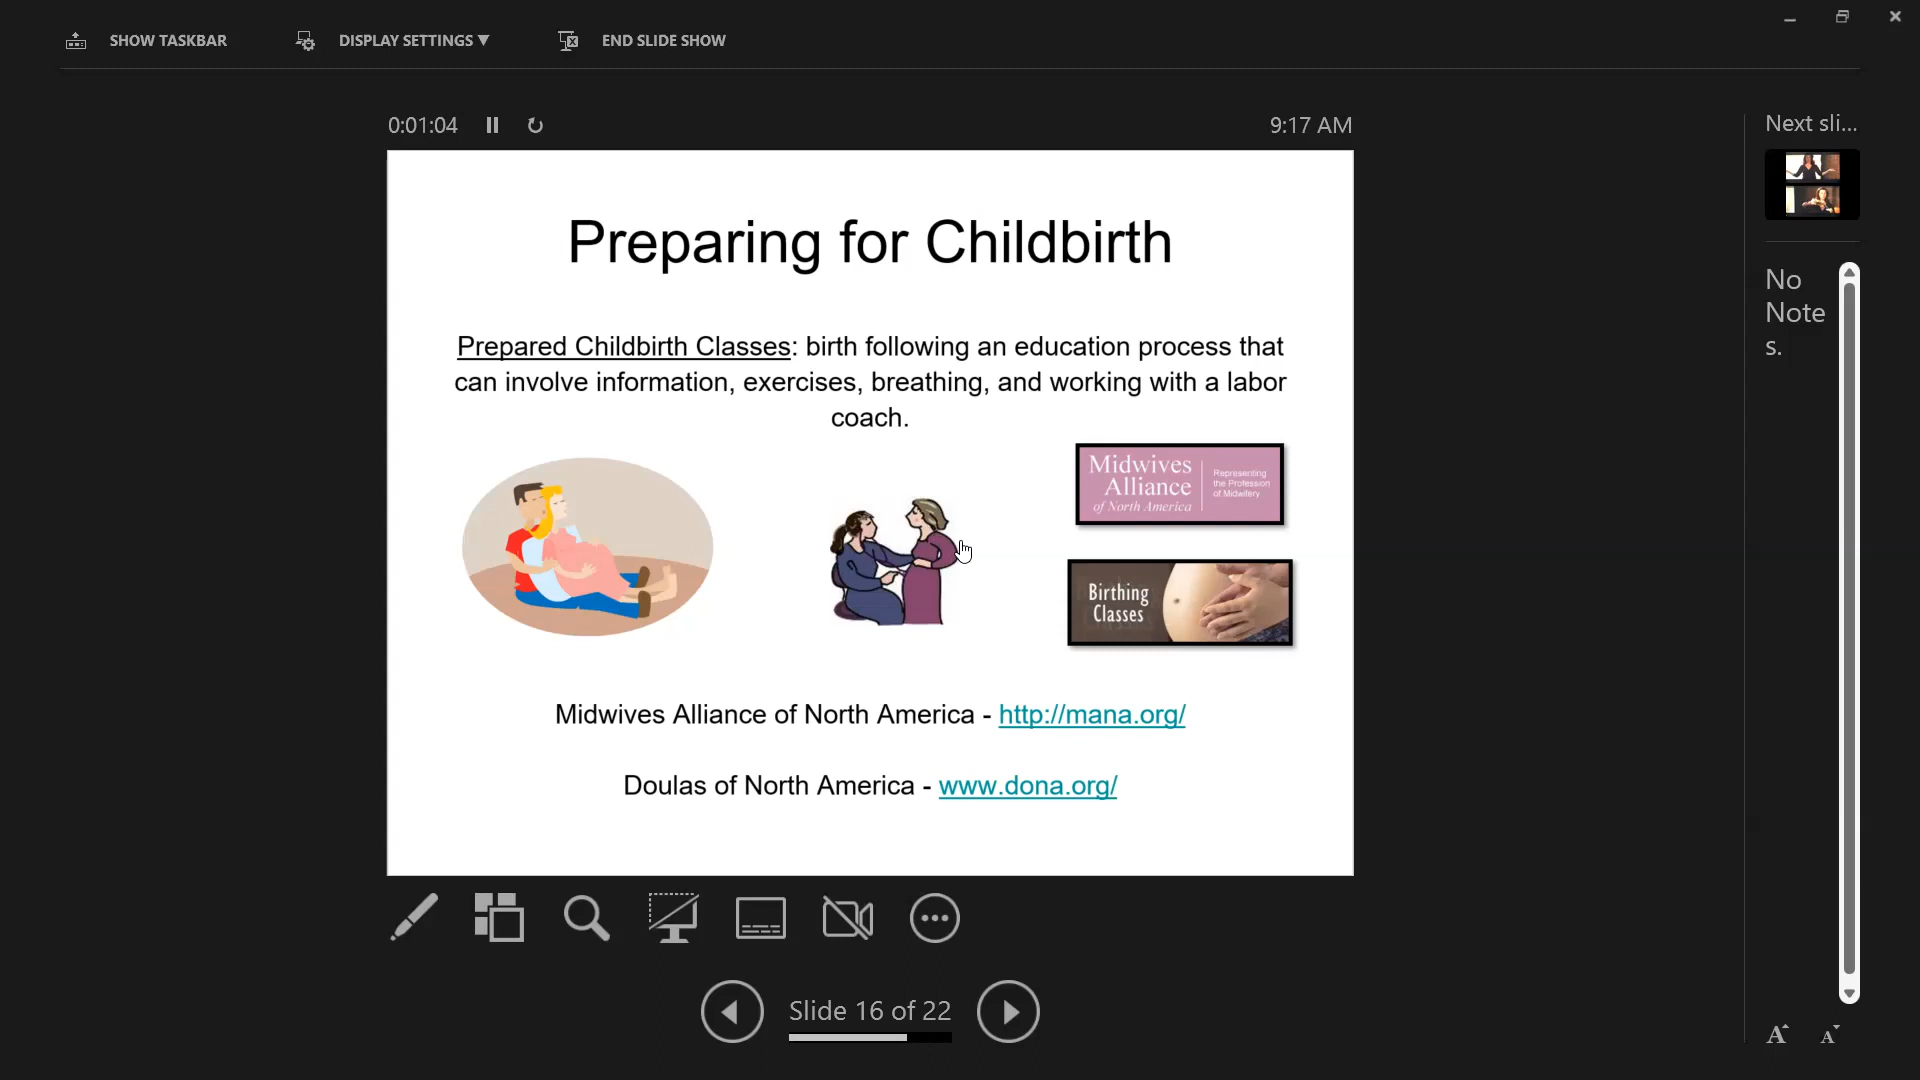 SHOW TASKBAR
DISPLAY SETTINGS ▼
END SLIDE SHOW
0:01:04
9:17 AM
Next sli...
Preparing for Childbirth
Prepared Childbirth Classes: birth following an education process that
can involve information, exercises, breathing, and working with a labor
coach.
Midwives
Alliance
of North America
Representing
the Profession
of Midwifery
Birthing
Classes
Midwives Alliance of North America - http://mana.org/
Doulas of North America - www.dona.org/
No
Note
s.
Slide 16 of 22
A
A